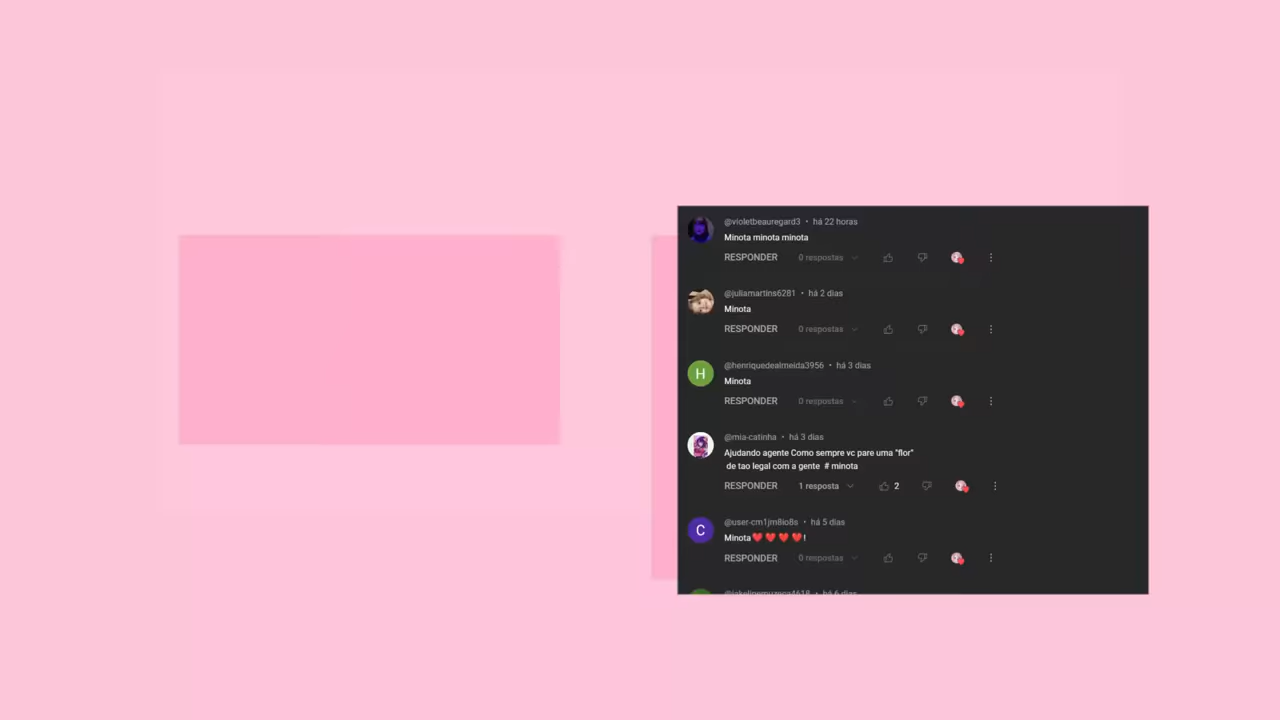 @violetbeauregard3 • há 22 horas
Minota minota minota
RESPONDER 0 respostas
@juliamartins6281 • há 2 dias
Minota
RESPONDER 0 respostas
@henriquedealmeida3956 • há 3 dias
Minota
H
RESPONDER 0 respostas
@mia-catinha • há 3 dias
Ajudando agente Como sempre vc pare uma "flor"
de tao legal com a gente # minota
RESPONDER 1 resposta 2
@user-cm1jm8io8s • há 5 dias
C
Minota❤️❤️❤️❤️!
RESPONDER 0 respostas
há 6 dias